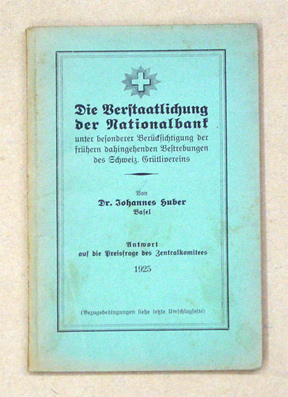 Die Verstaatlichung
der Nationalbank
unter besonderer Berücksichtigung der
frühern dahingehenden Bestrebungen
des Schweiz. Grütlivereins
Von
Dr. Johannes Huber
Basel
Antwort
auf die Preisfrage des Zentralkomitees
1925
(Bezugsbedingungen siehe letzte Umschlagseite)